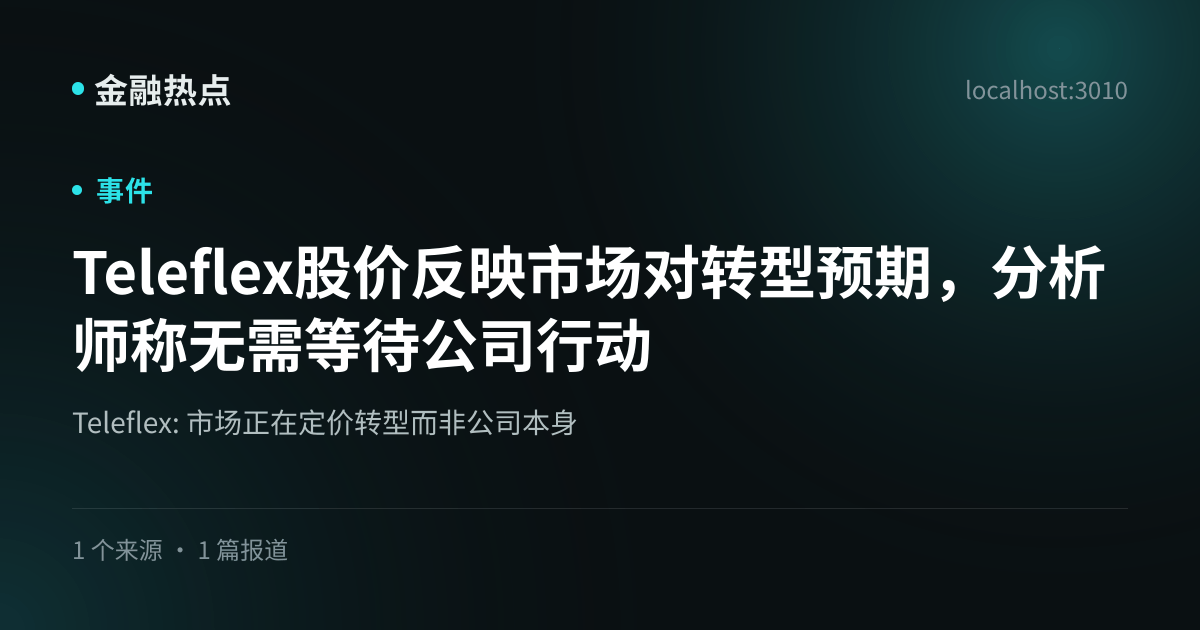 金融热点
localhost:3010
事件
Teleflex股价反映市场对转型预期，分析
师称无需等待公司行动
Teleflex: 市场正在定价转型而非公司本身
1 个来源 · 1 篇报道